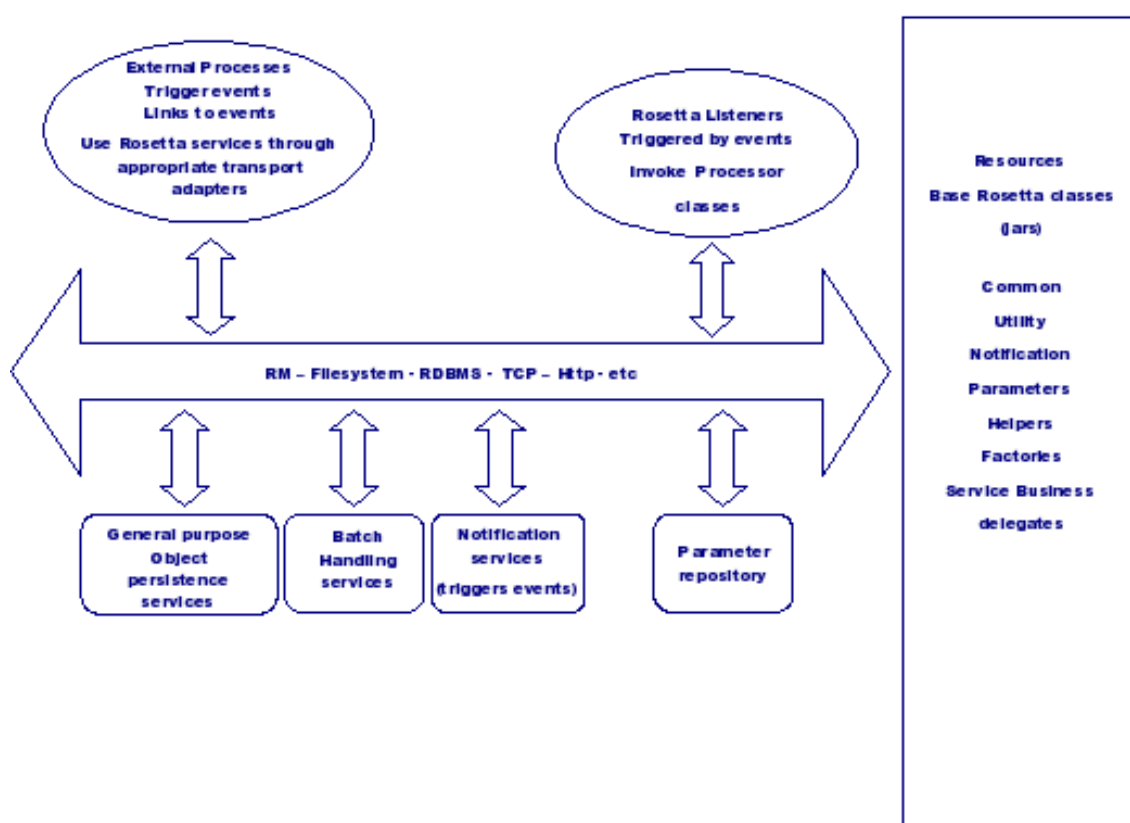 External Processes
Trigger events
Links to events
Use Rosetta services through
appropriate transport
adapters
Rosetta Listeners
Triggered by events
Invoke Processor
classes
RM – Filesystem - RDBMS - TCP – Http - etc
General purpose
Object
persistence
services
Batch
Handling
services
Notification
services
(triggers events)
Parameter
repository
Resources
Base Rosetta classes
(jars)
Common
Utility
Notification
Parameters
Helpers
Factories
Service Business
delegates